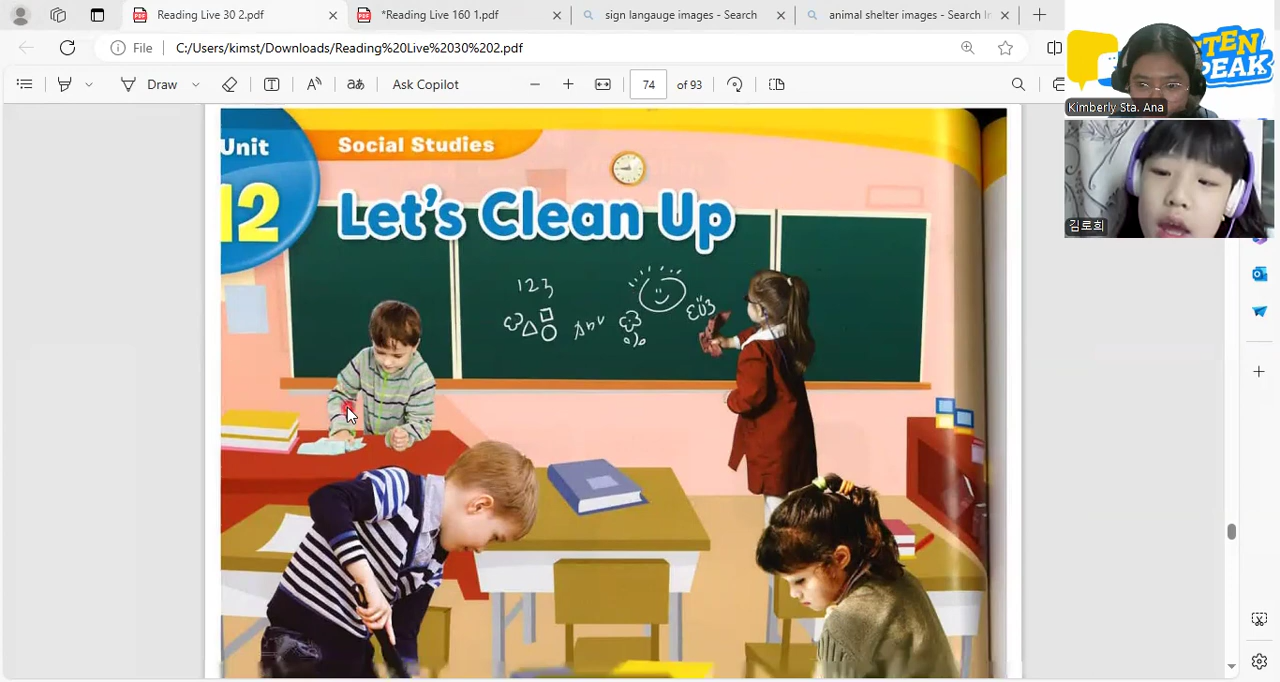 Reading Live 30 2.pdf
*Reading Live 160 1.pdf
sign langauge images - Search
animal shelter images - Search
File
C:/Users/kimst/Downloads/Reading%20Live%2030%202.pdf
Draw
Ask Copilot
74
of 93
TEN
PEAK
Kimberly Sta. Ana
김로희
Unit
12
Social Studies
Let's Clean Up
123